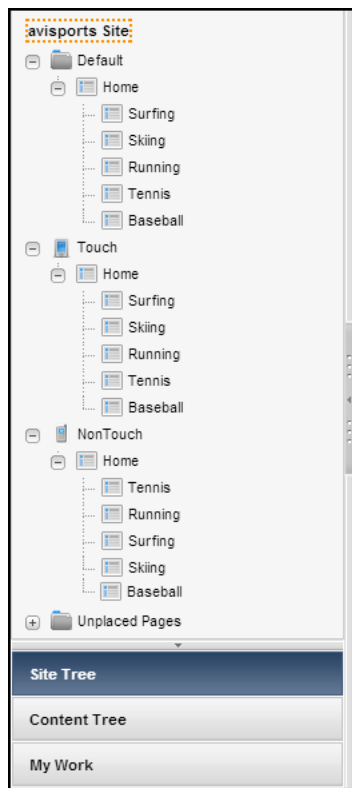 avisports Site
Default
Home
Surfing
Skiing
Running
Tennis
Baseball
Touch
Home
Surfing
Skiing
Running
Tennis
Baseball
NonTouch
Home
Tennis
Running
Surfing
Skiing
Baseball
Unplaced Pages
Site Tree
Content Tree
My Work